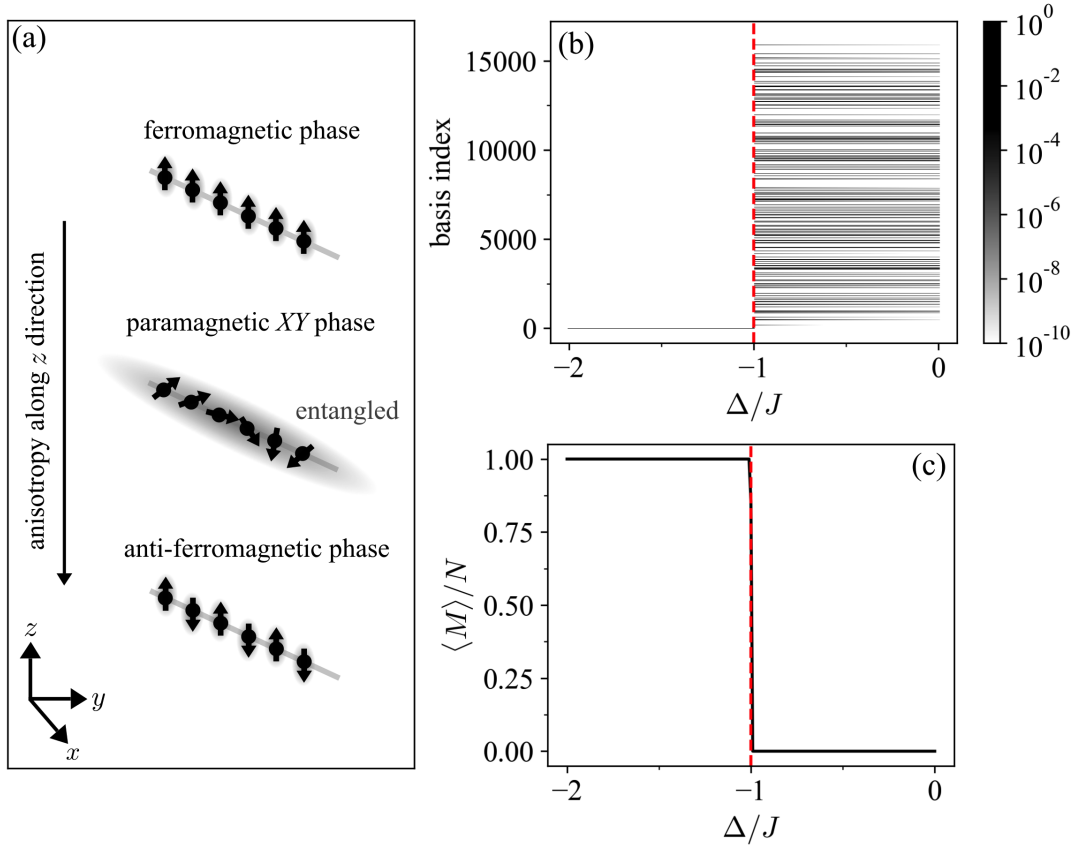 (a)
ferromagnetic phase
paramagnetic XY phase
entangled
anti-ferromagnetic phase
anisotropy along z direction
z
y
x
(b)
basis index
15000
10000
5000
0
−2
−1
0
Δ/J
10^0
10^-2
10^-4
10^-6
10^-8
10^-10
(c)
⟨M⟩/N
1.00
0.75
0.50
0.25
0.00
−2
−1
0
Δ/J